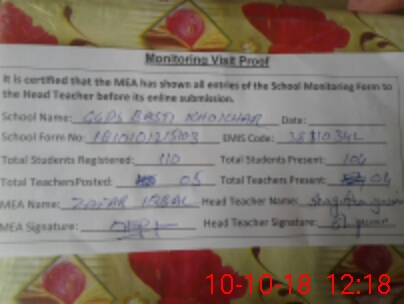 Monitoring Visit Proof
It is certified that the MEA has shown all entries of the School Monitoring Form to
the Head Teacher before its online submission.
School Name: GGPS BASTI KHOKHAR Date:
School Form No: EMIS Code:
Total Students Registered: 110 Total Students Present: 104
Total Teachers Posted: 05 Total Teachers Present: 04
MEA Name: ZAFAR IQBAL Head Teacher Name:
MEA Signature: Head Teacher Signature:
10-10-18 12:18